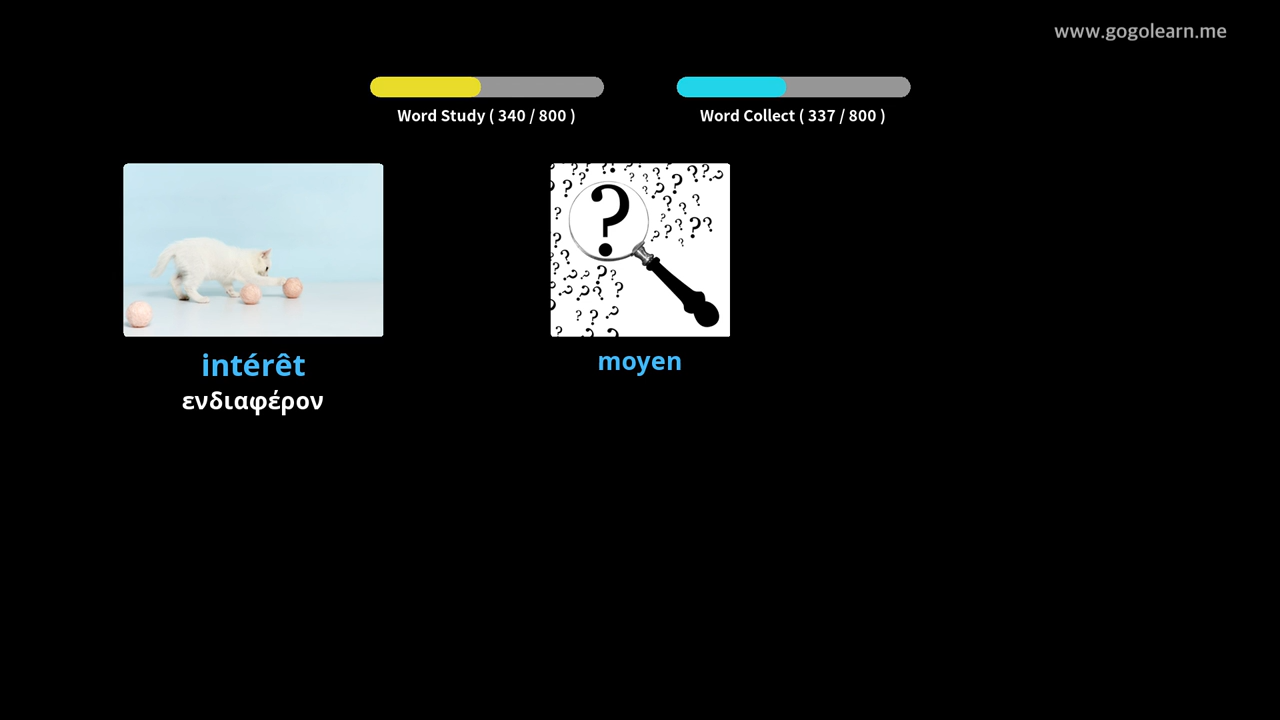 www.gogolearn.me
Word Study ( 340 / 800 )
Word Collect ( 337 / 800 )
intérêt
ενδιαφέρον
moyen